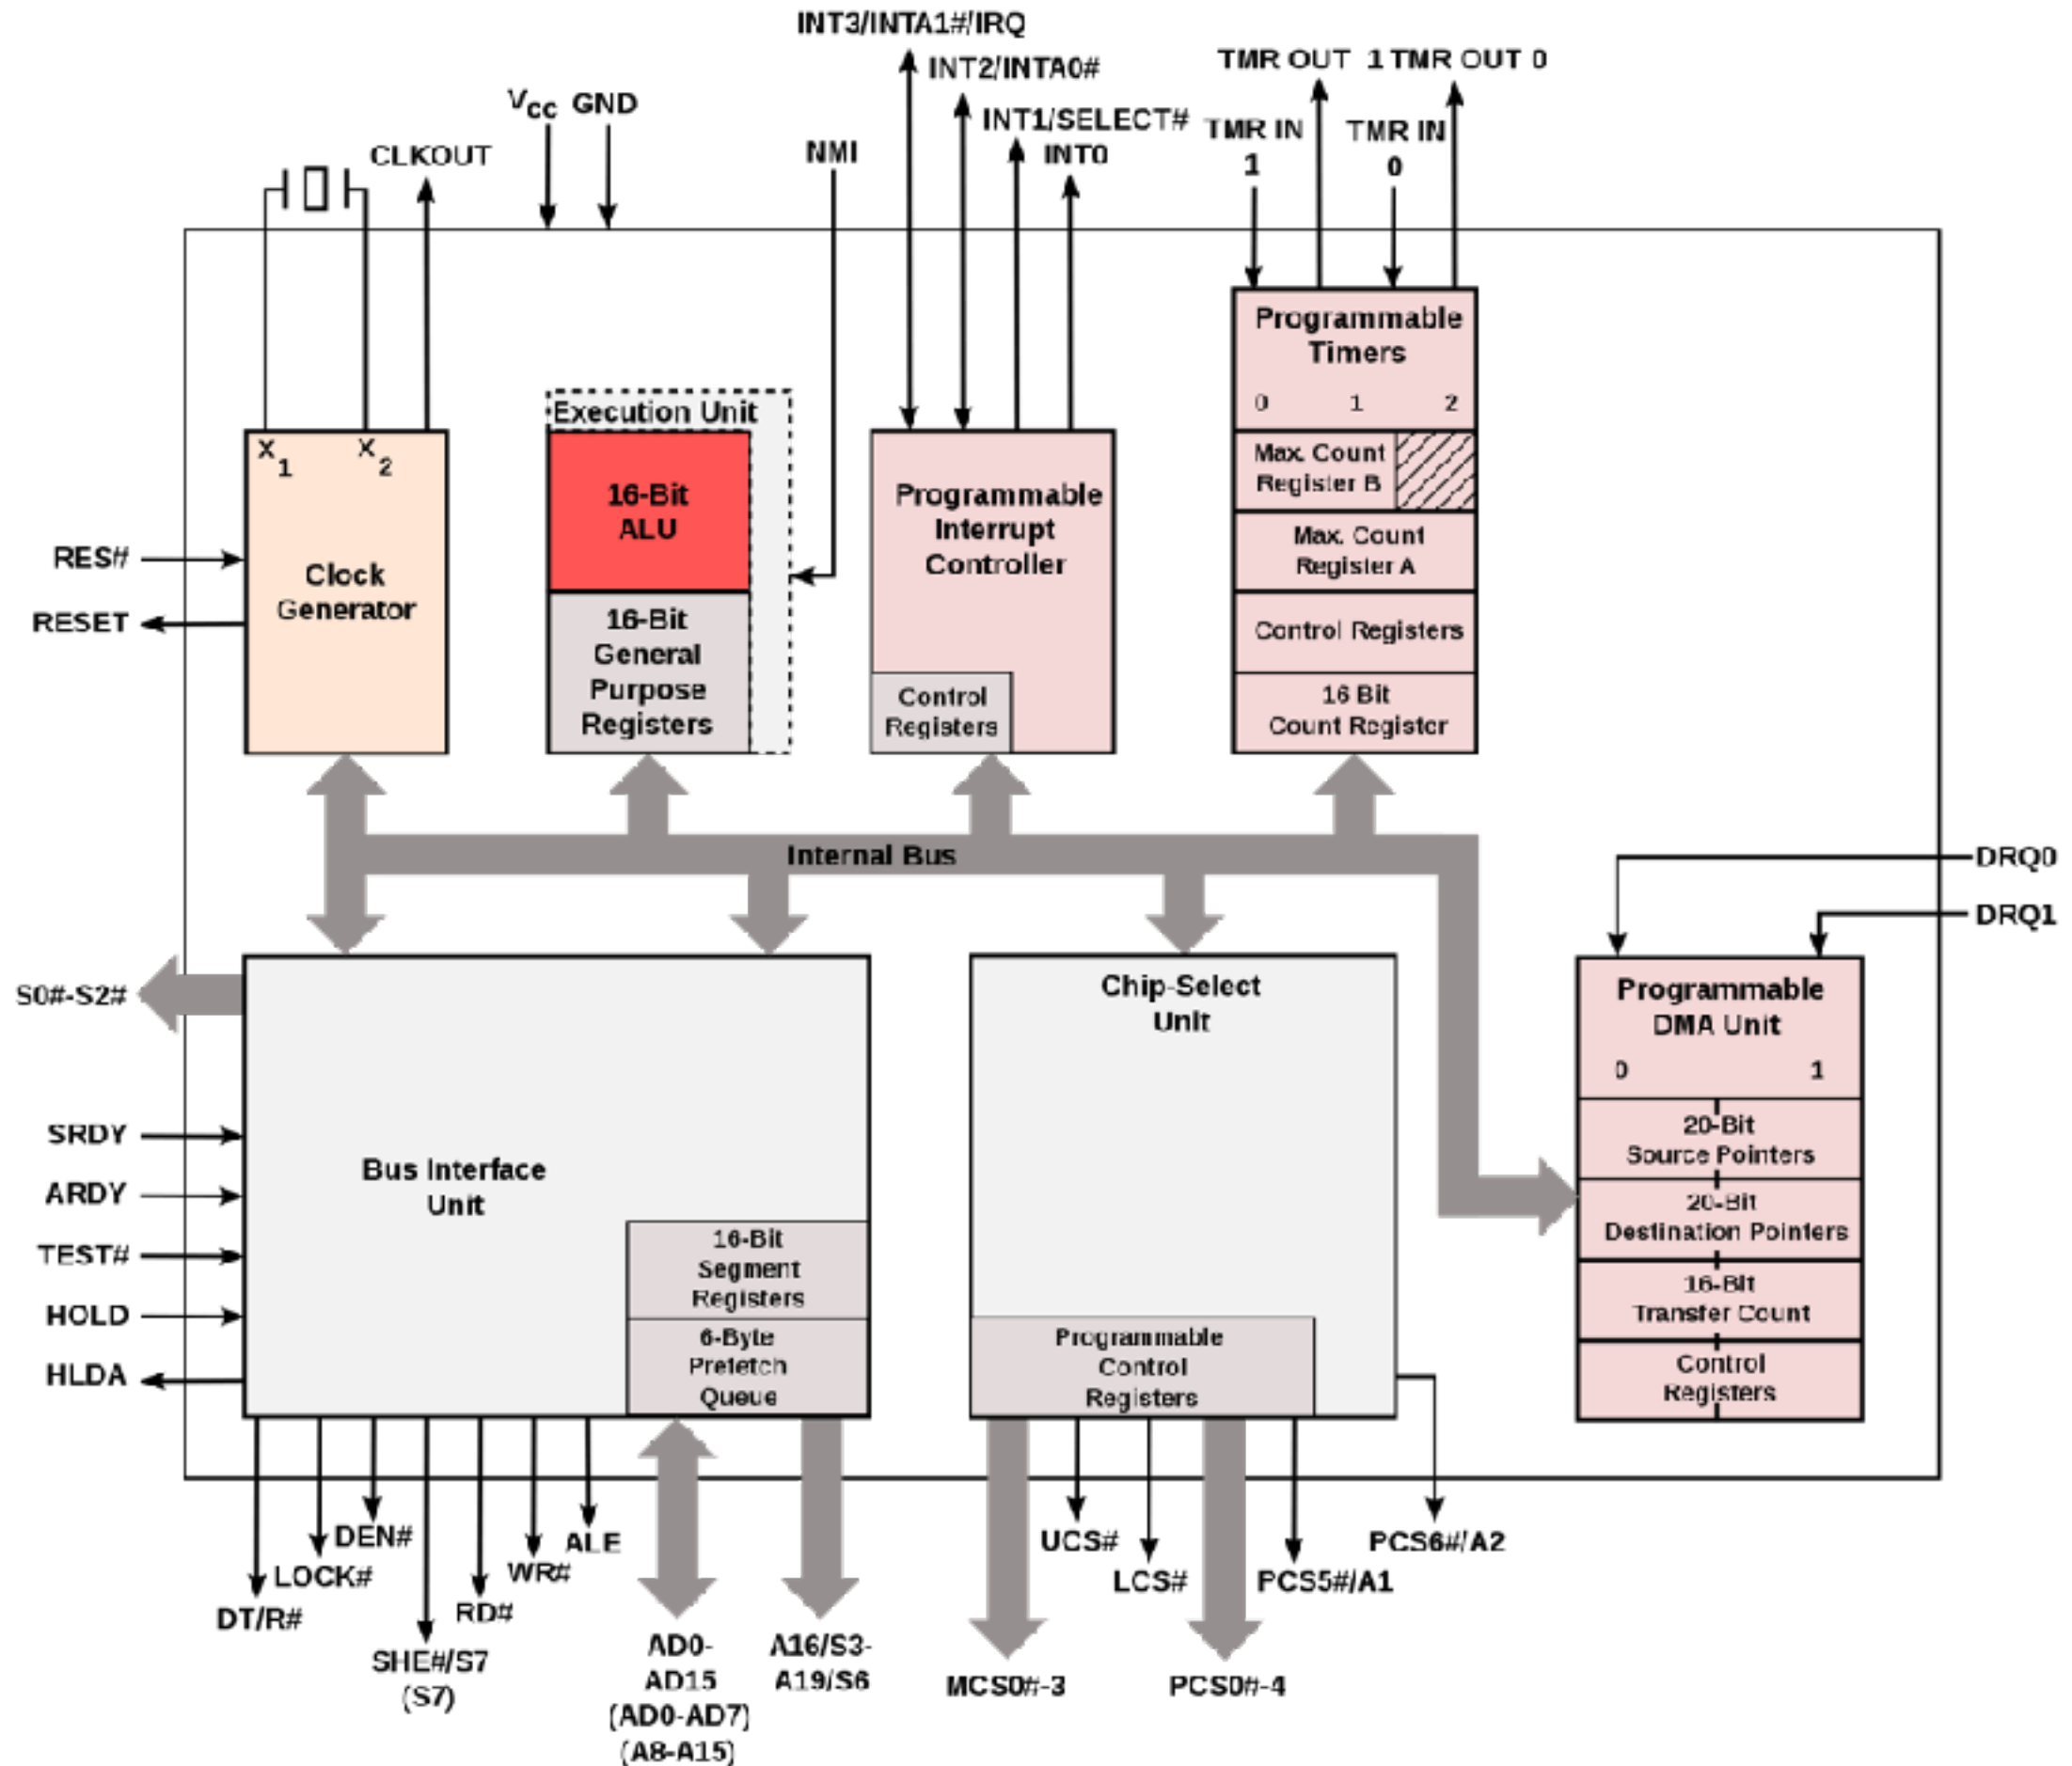 INT3/INTA1#/IRQ
INT2/INTA0#
INT1/SELECT#
INT0
TMR OUT 1 TMR OUT 0
TMR IN
1
TMR IN
0
VCC GND
NMI
CLKOUT
X1 X2
Clock
Generator
RES#
RESET
Execution Unit
16-Bit
ALU
16-Bit
General
Purpose
Registers
Programmable
Interrupt
Controller
Control
Registers
Programmable
Timers
0 1 2
Max. Count
Register B
Max. Count
Register A
Control Registers
16 Bit
Count Register
Internal Bus
DRQ0
DRQ1
S0#-S2#
SRDY
ARDY
TEST#
HOLD
HLDA
Bus Interface
Unit
16-Bit
Segment
Registers
6-Byte
Prefetch
Queue
Chip-Select
Unit
Programmable
Control
Registers
Programmable
DMA Unit
0 1
20-Bit
Source Pointers
20-Bit
Destination Pointers
16-Bit
Transfer Count
Control
Registers
DT/R#
LOCK#
DEN#
SHE#/S7
(S7)
RD#
WR#
ALE
AD0-
AD15
(AD0-AD7)
(A8-A15)
A16/S3-
A19/S6
MCS0#-3
UCS#
LCS#
PCS0#-4
PCS5#/A1
PCS6#/A2